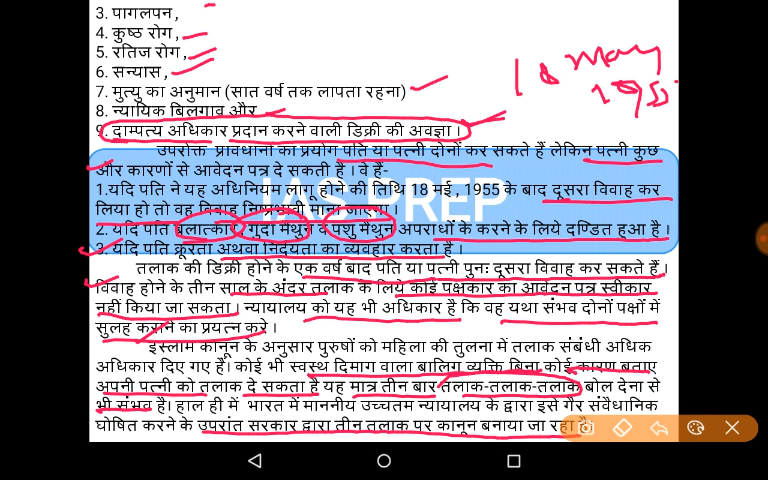 3. पागलपन,
4. कुष्ठ रोग,
5. रतिज रोग,
6. सन्यास,
7. मुत्यु का अनुमान (सात वर्ष तक लापता रहना)
8. न्यायिक बिलगाव और
9. दाम्पत्य अधिकार प्रदान करने वाली डिक्री की अवज्ञा ।
18 May 1955
उपरोक्त प्रावधानों का प्रयोग पति या पत्नी दोनों कर सकते हैं लेकिन पत्नी कुछ
और कारणों से आवेदन पत्र दे सकती है । वे हैं-
1.यदि पति ने यह अधिनियम लागू होने की तिथि 18 मई , 1955 के बाद दूसरा विवाह कर
लिया हो तो वह विवाह निष्प्रभावी माना जाएगा ।
IAS PREP
2. यदि पति बलात्कार गुदा मैथुन व पशु मैथुन अपराधों के करने के लिये दण्डित हुआ है ।
3. यदि पति क्रूरता अथवा निर्दयता का व्यवहार करता है ।
तलाक की डिक्री होने के एक वर्ष बाद पति या पत्नी पुनः दूसरा विवाह कर सकते हैं ।
विवाह होने के तीन साल के अंदर तलाक के लिये कोई पक्षकार का आवेदन पत्र स्वीकार
नहीं किया जा सकता । न्यायालय को यह भी अधिकार है कि वह यथा संभव दोनों पक्षों में
सुलह कराने का प्रयत्न करे ।
इस्लाम कानून के अनुसार पुरुषों को महिला की तुलना में तलाक संबंधी अधिक
अधिकार दिए गए हैं। कोई भी स्वस्थ दिमाग वाला बालिग व्यक्ति बिना कोई कारण बताए
अपनी पत्नी को तलाक दे सकता है यह मात्र तीन बार तलाक-तलाक-तलाक बोल देना से
भी संभव है। हाल ही में भारत में माननीय उच्चतम न्यायालय के द्वारा इसे गैर संवैधानिक
घोषित करने के उपरांत सरकार द्वारा तीन तलाक पर कानून बनाया जा रहा है